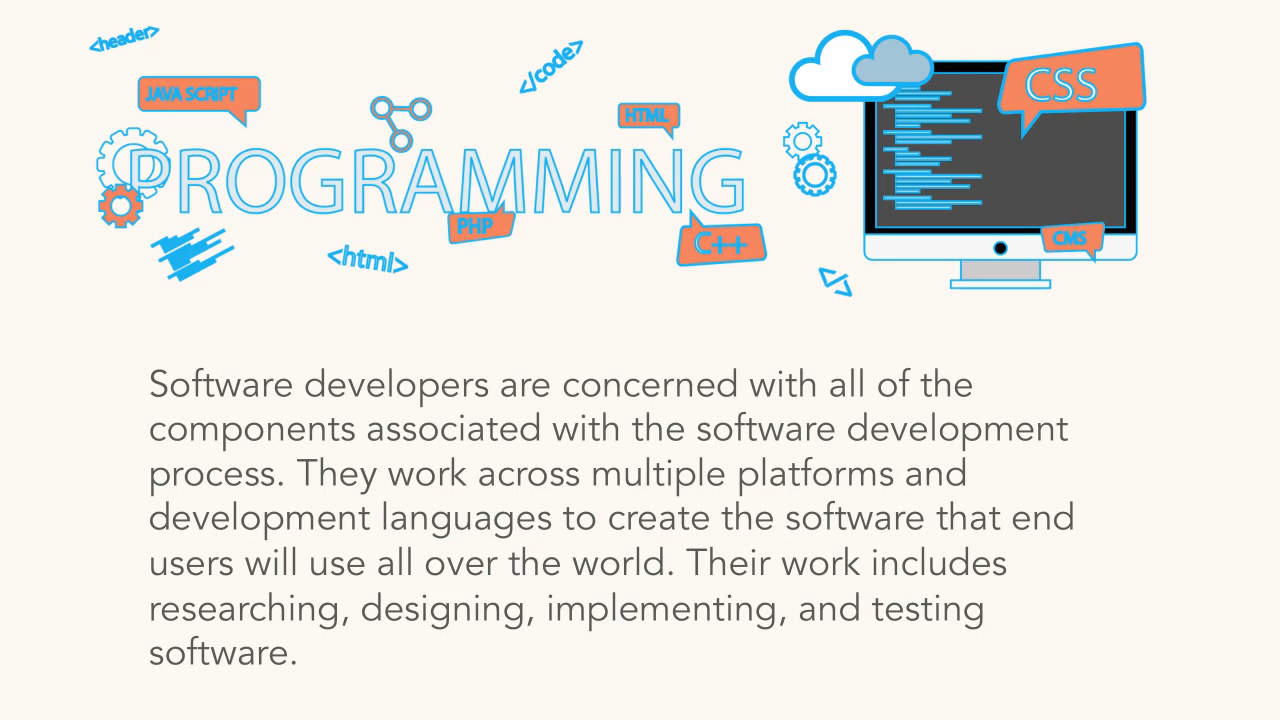 <header>
</code>
JAVA SCRIPT
HTML
CSS
PROGRAMMING
PHP
C++
CMS
<html>
</>
Software developers are concerned with all of the
components associated with the software development
process. They work across multiple platforms and
development languages to create the software that end
users will use all over the world. Their work includes
researching, designing, implementing, and testing
software.